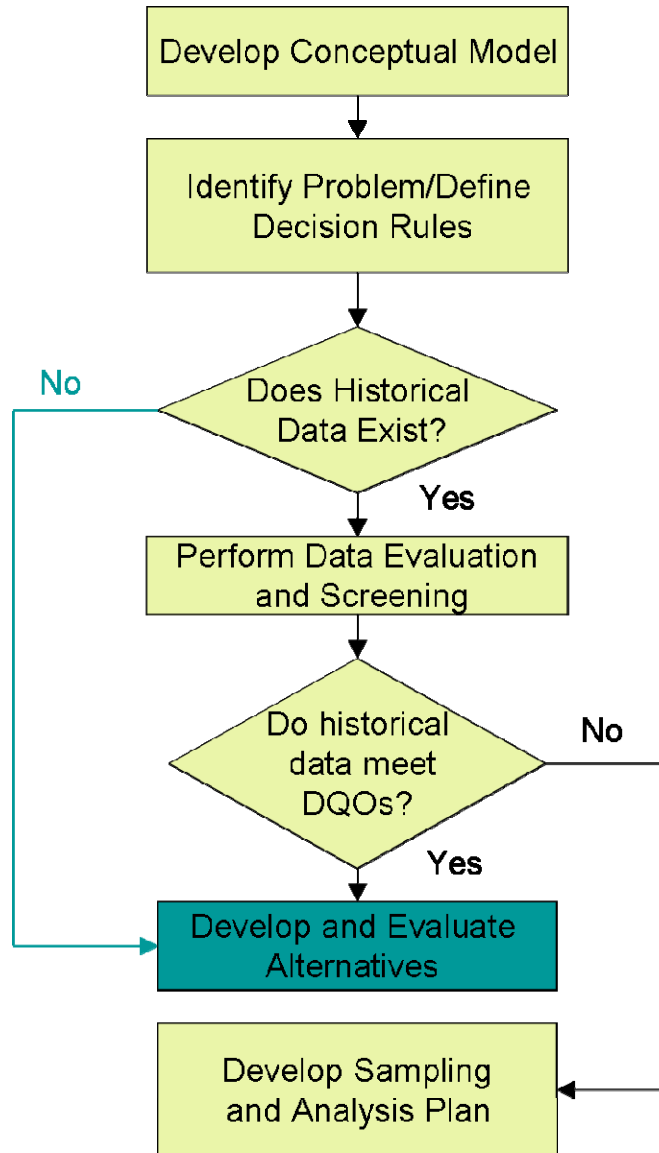 Develop Conceptual Model
Identify Problem/Define
Decision Rules
No
Does Historical
Data Exist?
Yes
Perform Data Evaluation
and Screening
Do historical
data meet
DQOs?
No
Yes
Develop and Evaluate
Alternatives
Develop Sampling
and Analysis Plan